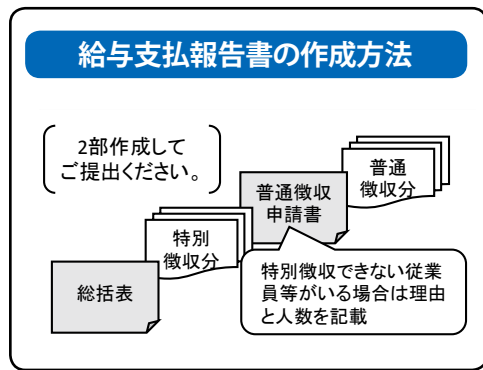 給与支払報告書の作成方法
2部作成して
ご提出ください。
総括表
特別
徴収分
普通徴収
申請書
普通
徴収分
特別徴収できない従業
員等がいる場合は理由
と人数を記載